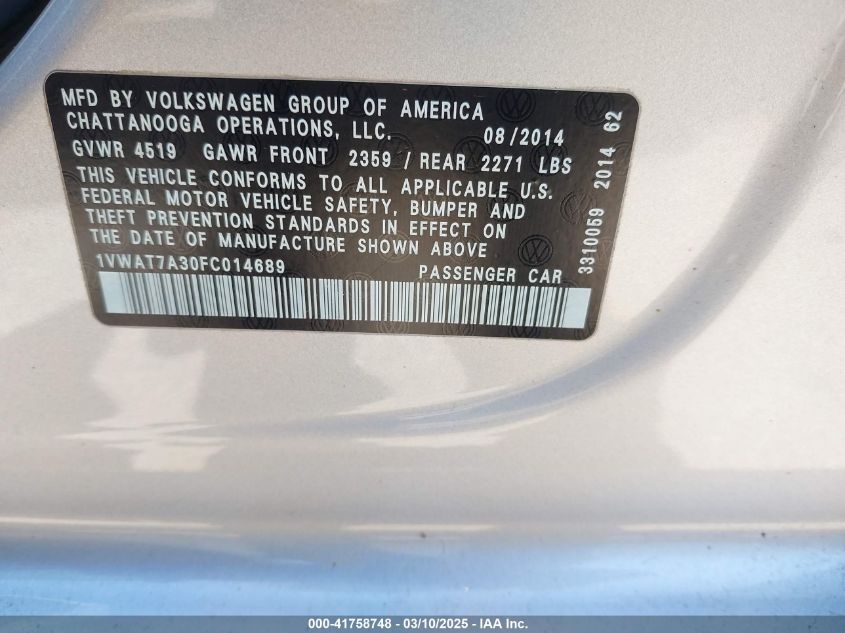 MFD BY VOLKSWAGEN GROUP OF AMERICA
CHATTANOOGA OPERATIONS, LLC. 08/2014
GVWR 4519 GAWR FRONT 2359 / REAR 2271 LBS
THIS VEHICLE CONFORMS TO ALL APPLICABLE U.S.
FEDERAL MOTOR VEHICLE SAFETY, BUMPER AND
THEFT PREVENTION STANDARDS IN EFFECT ON
THE DATE OF MANUFACTURE SHOWN ABOVE
1VWAT7A30FC014689 PASSENGER CAR
3310059 2014 62
000-41758748 — 03/10/2025 — IAA Inc.